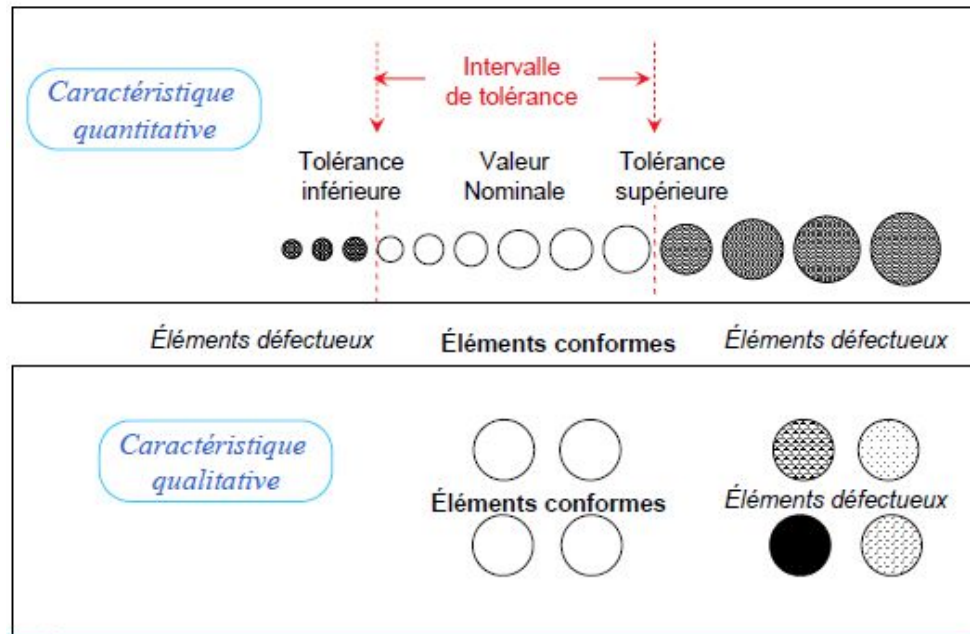 Caractéristique
quantitative
Intervalle
de tolérance
Tolérance
inférieure
Valeur
Nominale
Tolérance
supérieure
Éléments défectueux
Éléments conformes
Éléments défectueux
Caractéristique
qualitative
Éléments conformes
Éléments défectueux